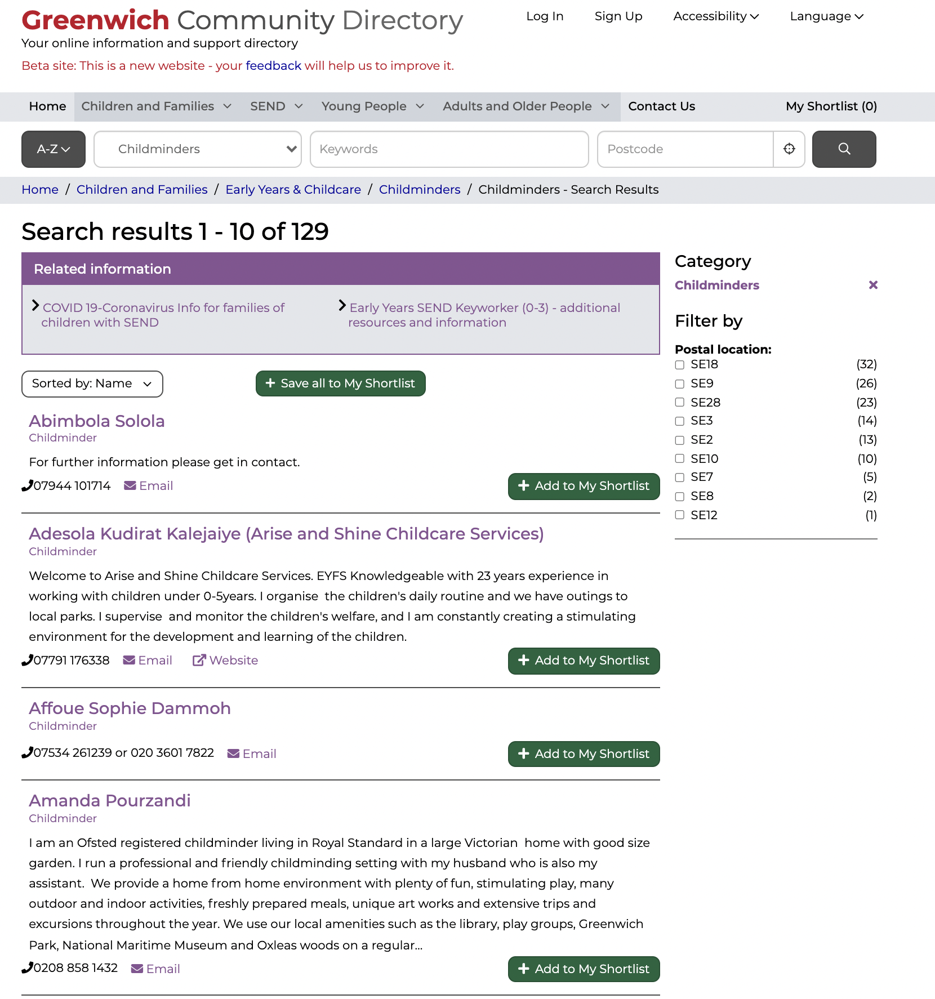 Greenwich Community Directory
Log In
Sign Up
Accessibility
Language
Your online information and support directory
Beta site: This is a new website - your feedback will help us to improve it.
Home
Children and Families
SEND
Young People
Adults and Older People
Contact Us
My Shortlist (0)
A-Z
Childminders
Keywords
Postcode
Home / Children and Families / Early Years & Childcare / Childminders / Childminders - Search Results
Search results 1 - 10 of 129
Related information
COVID 19-Coronavirus Info for families of
children with SEND
Early Years SEND Keyworker (0-3) - additional
resources and information
Sorted by: Name
+ Save all to My Shortlist
Abimbola Solola
Childminder
For further information please get in contact.
07944 101714
Email
+ Add to My Shortlist
Adesola Kudirat Kalejaiye (Arise and Shine Childcare Services)
Childminder
Welcome to Arise and Shine Childcare Services. EYFS Knowledgeable with 23 years experience in
working with children under 0-5years. I organise  the children's daily routine and we have outings to
local parks. I supervise  and monitor the children's welfare, and I am constantly creating a stimulating
environment for the development and learning of the children.
07791 176338
Email
Website
+ Add to My Shortlist
Affoue Sophie Dammoh
Childminder
07534 261239 or 020 3601 7822
Email
+ Add to My Shortlist
Amanda Pourzandi
Childminder
I am an Ofsted registered childminder living in Royal Standard in a large Victorian  home with good size
garden. I run a professional and friendly childminding setting with my husband who is also my
assistant.  We provide a home from home environment with plenty of fun, stimulating play, many
outdoor and indoor activities, freshly prepared meals, unique art works and extensive trips and
excursions throughout the year. We use our local amenities such as the library, play groups, Greenwich
Park, National Maritime Museum and Oxleas woods on a regular...
0208 858 1432
Email
+ Add to My Shortlist
Category
Childminders
Filter by
Postal location:
SE18 (32)
SE9 (26)
SE28 (23)
SE3 (14)
SE2 (13)
SE10 (10)
SE7 (5)
SE8 (2)
SE12 (1)